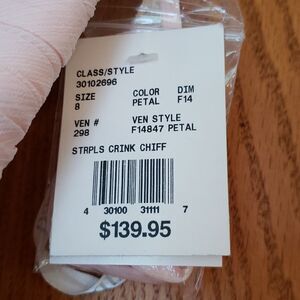 CLASS/STYLE
30102696
SIZE COLOR DIM
8 PETAL F14
VEN # VEN STYLE
298 F14847 PETAL
STRPLS CRINK CHIFF
4 30100 31111 7
$139.95